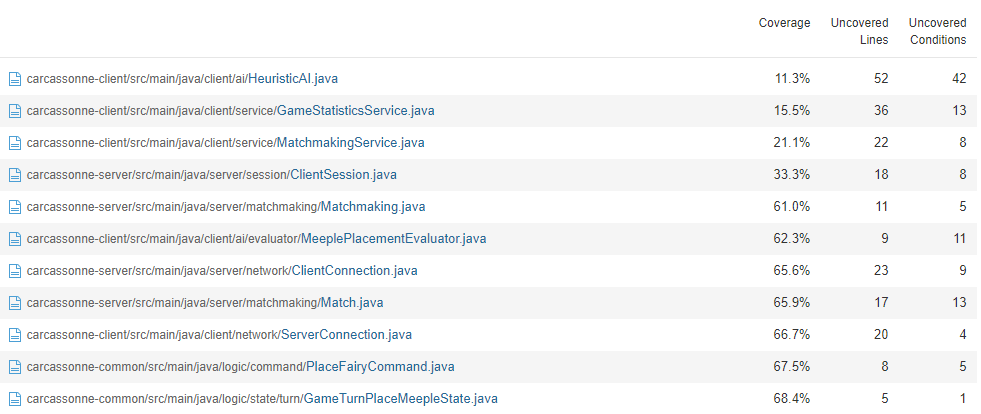 Coverage Uncovered Lines Uncovered Conditions
carcassonne-client/src/main/java/client/ai/HeuristicAI.java 11.3% 52 42
carcassonne-client/src/main/java/client/service/GameStatisticsService.java 15.5% 36 13
carcassonne-client/src/main/java/client/service/MatchmakingService.java 21.1% 22 8
carcassonne-server/src/main/java/server/session/ClientSession.java 33.3% 18 8
carcassonne-server/src/main/java/server/matchmaking/Matchmaking.java 61.0% 11 5
carcassonne-client/src/main/java/client/ai/evaluator/MeeplePlacementEvaluator.java 62.3% 9 11
carcassonne-server/src/main/java/server/network/ClientConnection.java 65.6% 23 9
carcassonne-server/src/main/java/server/matchmaking/Match.java 65.9% 17 13
carcassonne-client/src/main/java/client/network/ServerConnection.java 66.7% 20 4
carcassonne-common/src/main/java/logic/command/PlaceFairyCommand.java 67.5% 8 5
carcassonne-common/src/main/java/logic/state/turn/GameTurnPlaceMeepleState.java 68.4% 5 1